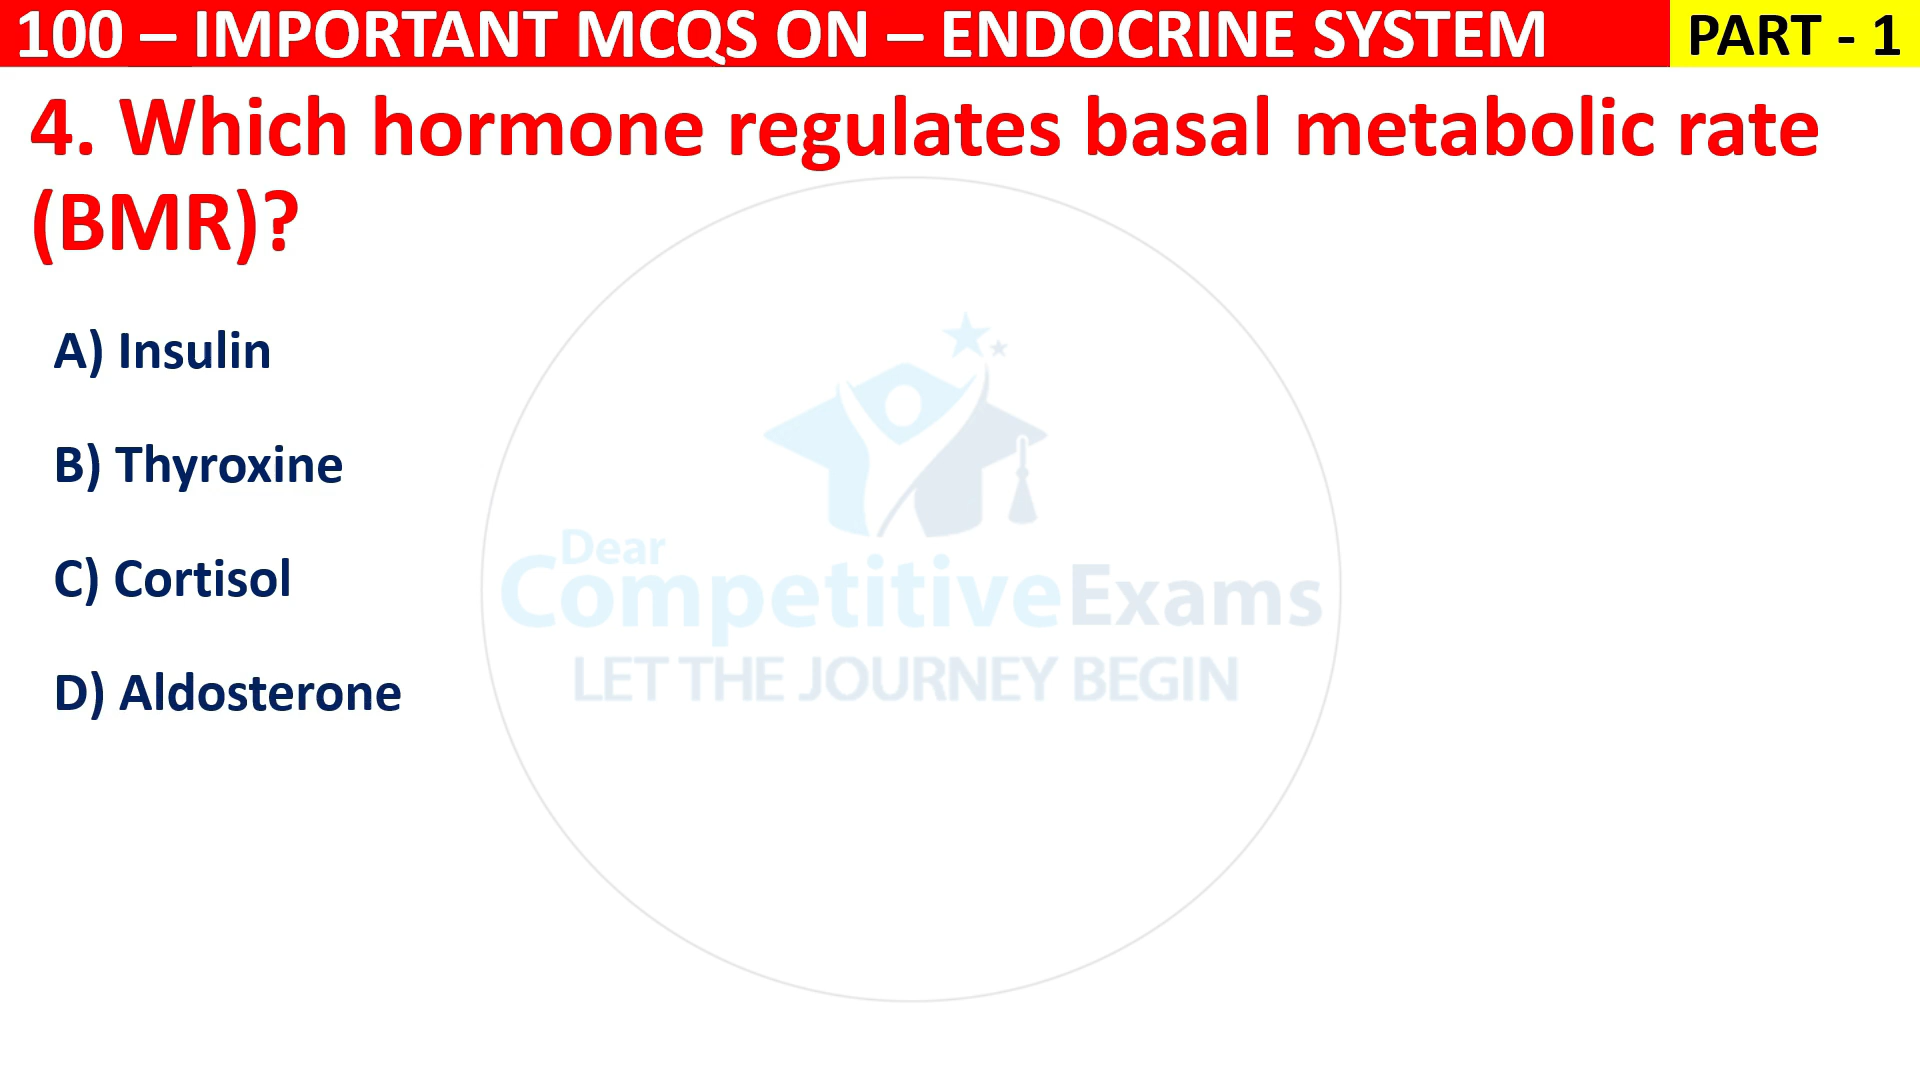 100 – IMPORTANT MCQS ON – ENDOCRINE SYSTEM
PART - 1
4. Which hormone regulates basal metabolic rate
(BMR)?
A) Insulin
B) Thyroxine
C) Cortisol
D) Aldosterone
Dear
CompetitiveExams
LET THE JOURNEY BEGIN